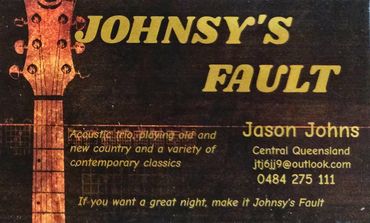 JOHNSY'S
FAULT
Acoustic trio, playing old and
new country and a variety of
contemporary classics
Jason Johns
Central Queensland
jtj6jj9@outlook.com
0484 275 111
If you want a great night, make it Johnsy's Fault